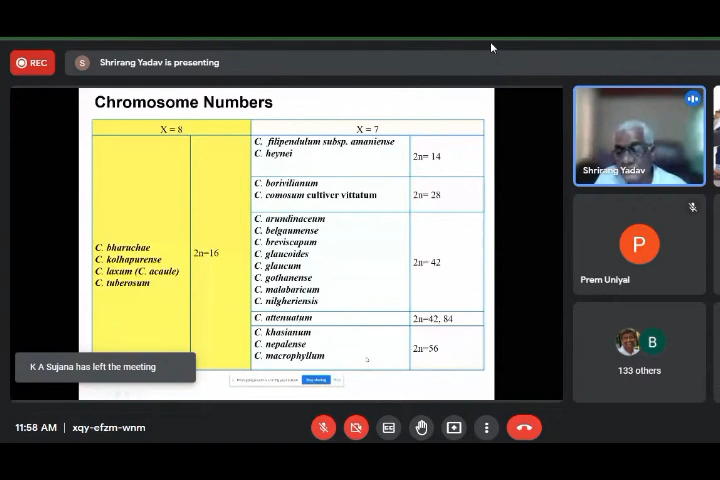 REC
S
Shrirang Yadav is presenting
Chromosome Numbers
X = 8
X = 7
C. bharuchae
C. kolhapurense
C. laxum (C. acaule)
C. tuberosum
2n=16
C. filipendulum subsp. amaniense
C. heynei
2n= 14
C. borivilianum
C. comosum cultiver vittatum
2n= 28
C. arundinaceum
C. belgaumense
C. breviscapum
C. glaucoides
C. glaucum
C. gothanense
C. malabaricum
C. nilgheriensis
2n= 42
C. attenuatum
2n=42, 84
C. khasianum
C. nepalense
C. macrophyllum
2n=56
Stop sharing
Shrirang Yadav
P
Prem Uniyal
B
133 others
K A Sujana has left the meeting
11:58 AM | xqy-efzm-wnm
CC